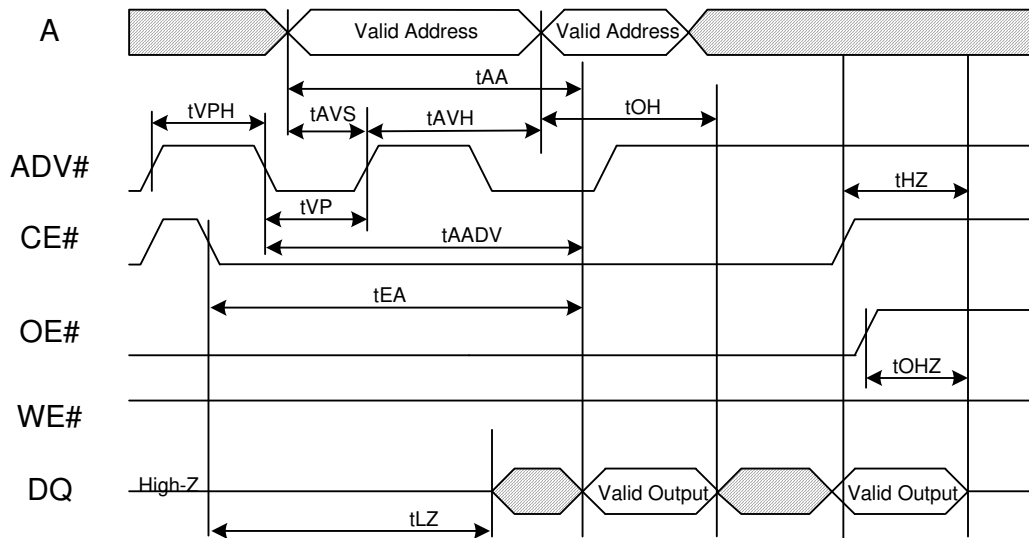 A Valid Address Valid Address
tAA
tVPH tAVS tAVH tOH
ADV#
tHZ
tVP
CE# tAADV
tEA
OE#
tOHZ
WE#
DQ High-Z Valid Output Valid Output
tLZ